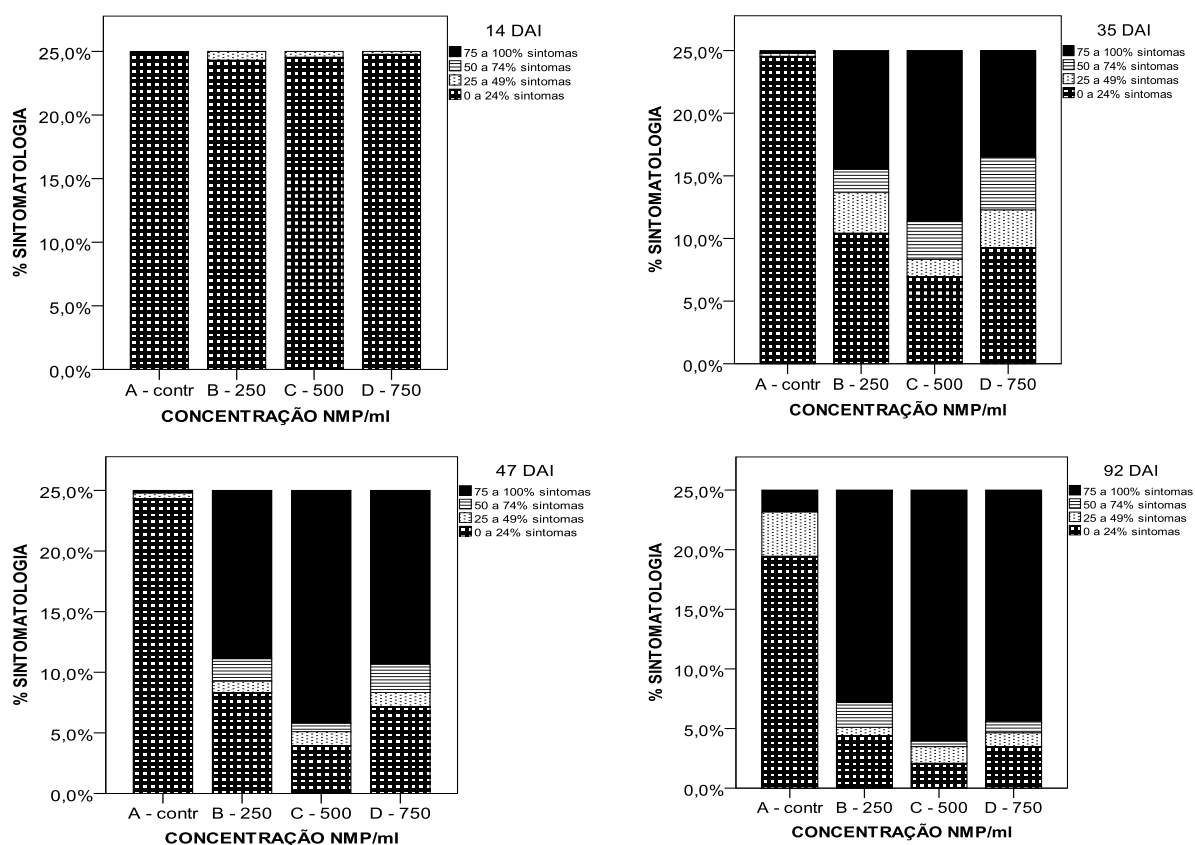 14 DAI
75 a 100% sintomas
50 a 74% sintomas
25 a 49% sintomas
0 a 24% sintomas
% SINTOMATOLOGIA
25,0%
20,0%
15,0%
10,0%
5,0%
0,0%
A - contr B - 250 C - 500 D - 750
CONCENTRAÇÃO NMP/ml
35 DAI
75 a 100% sintomas
50 a 74% sintomas
25 a 49% sintomas
0 a 24% sintomas
% SINTOMATOLOGIA
25,0%
20,0%
15,0%
10,0%
5,0%
0,0%
A - contr B - 250 C - 500 D - 750
CONCENTRAÇÃO NMP/ml
47 DAI
75 a 100% sintomas
50 a 74% sintomas
25 a 49% sintomas
0 a 24% sintomas
% SINTOMATOLOGIA
25,0%
20,0%
15,0%
10,0%
5,0%
0,0%
A - contr B - 250 C - 500 D - 750
CONCENTRAÇÃO NMP/ml
92 DAI
75 a 100% sintomas
50 a 74% sintomas
25 a 49% sintomas
0 a 24% sintomas
% SINTOMATOLOGIA
25,0%
20,0%
15,0%
10,0%
5,0%
0,0%
A - contr B - 250 C - 500 D - 750
CONCENTRAÇÃO NMP/ml